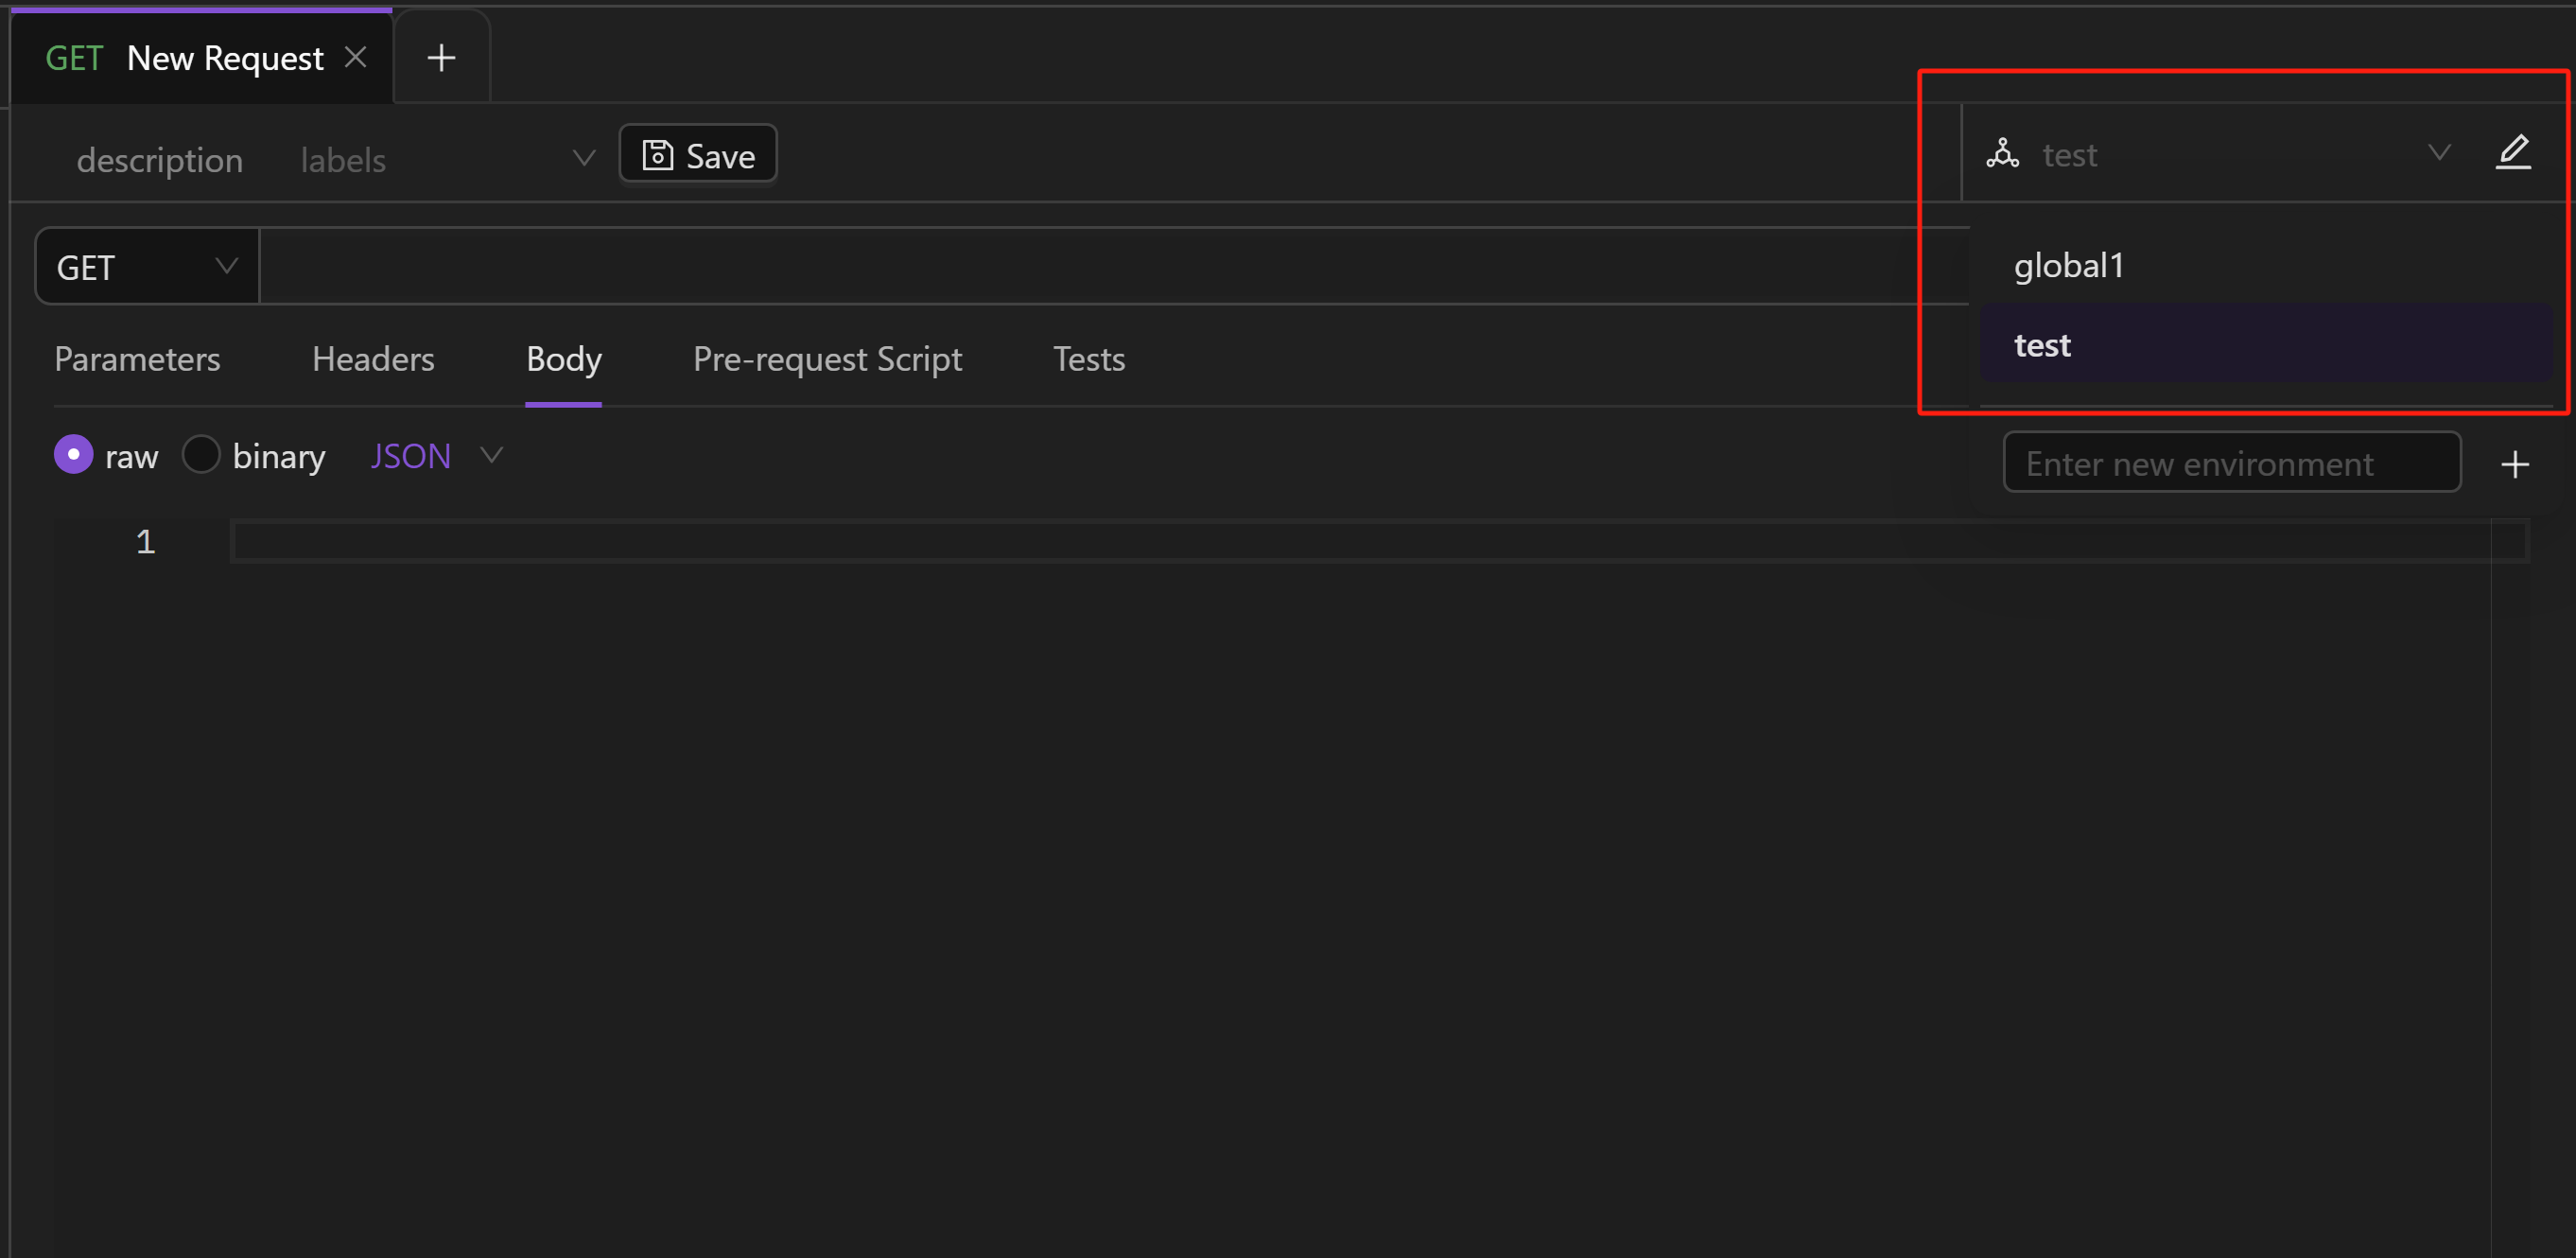 GET New Request
description labels Save
test
GET
global1
test
Parameters Headers Body Pre-request Script Tests
raw binary JSON
Enter new environment
1